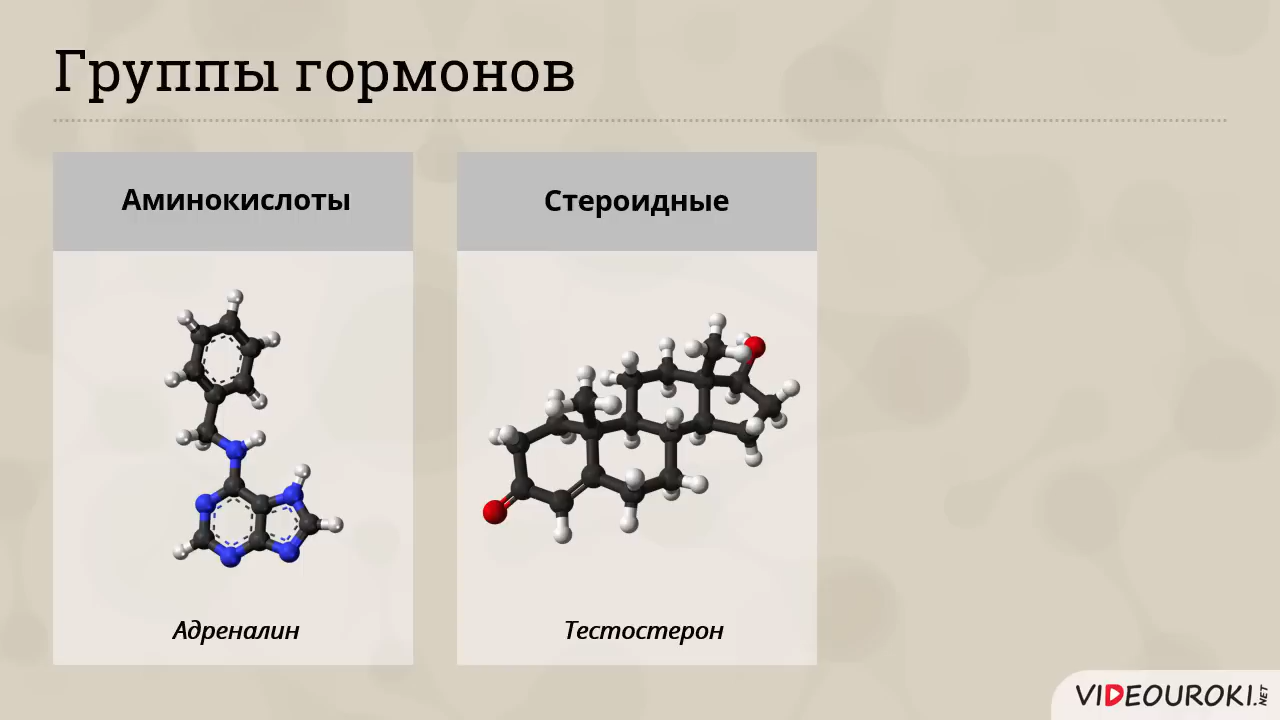 Группы гормонов
Аминокислоты
Стероидные
Адреналин
Тестостерон
VIDEOUROKI.NET